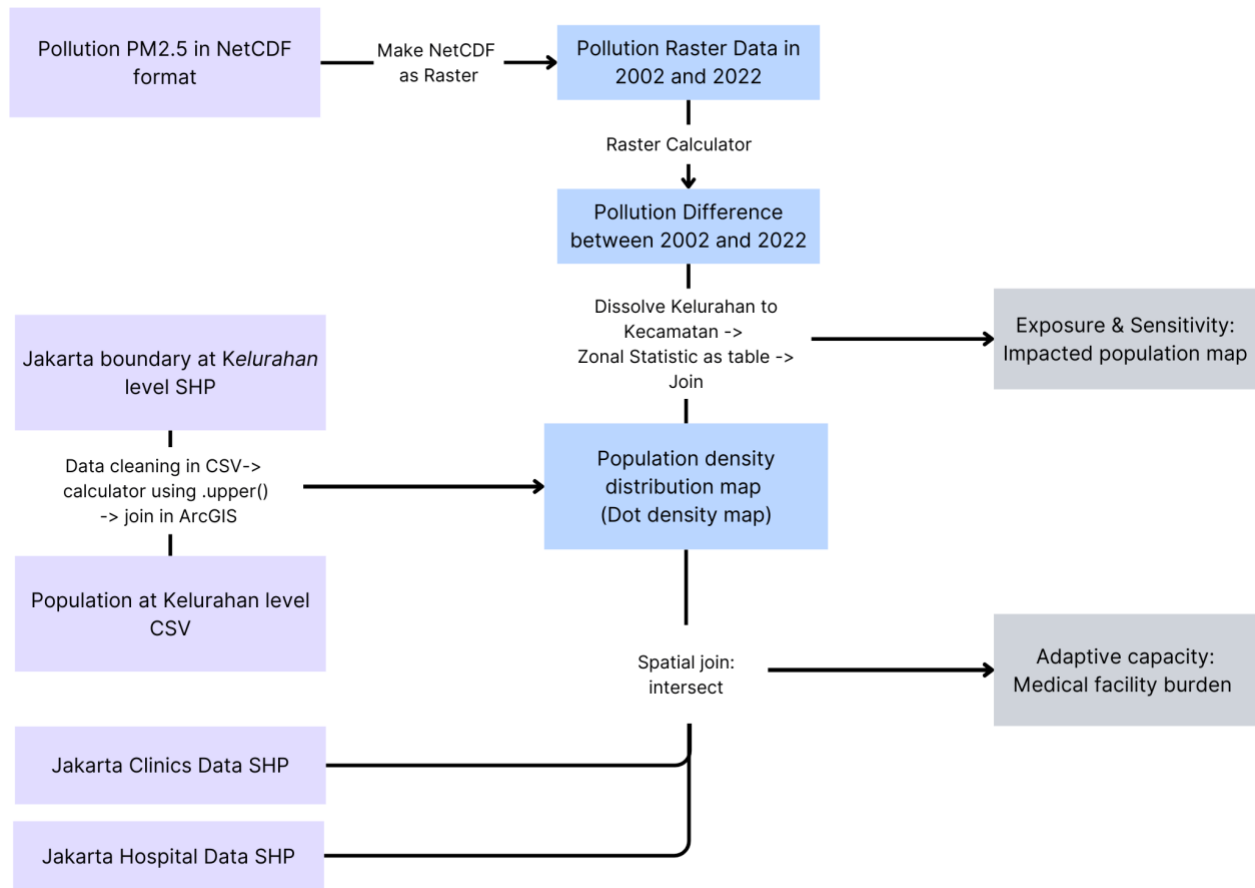 Pollution PM2.5 in NetCDF
format
Make NetCDF
as Raster
Pollution Raster Data in
2002 and 2022
Raster Calculator
Pollution Difference
between 2002 and 2022
Dissolve Kelurahan to
Kecamatan ->
Zonal Statistic as table ->
Join
Exposure & Sensitivity:
Impacted population map
Jakarta boundary at Kelurahan
level SHP
Data cleaning in CSV->
calculator using .upper()
-> join in ArcGIS
Population density
distribution map
(Dot density map)
Population at Kelurahan level
CSV
Spatial join:
intersect
Adaptive capacity:
Medical facility burden
Jakarta Clinics Data SHP
Jakarta Hospital Data SHP